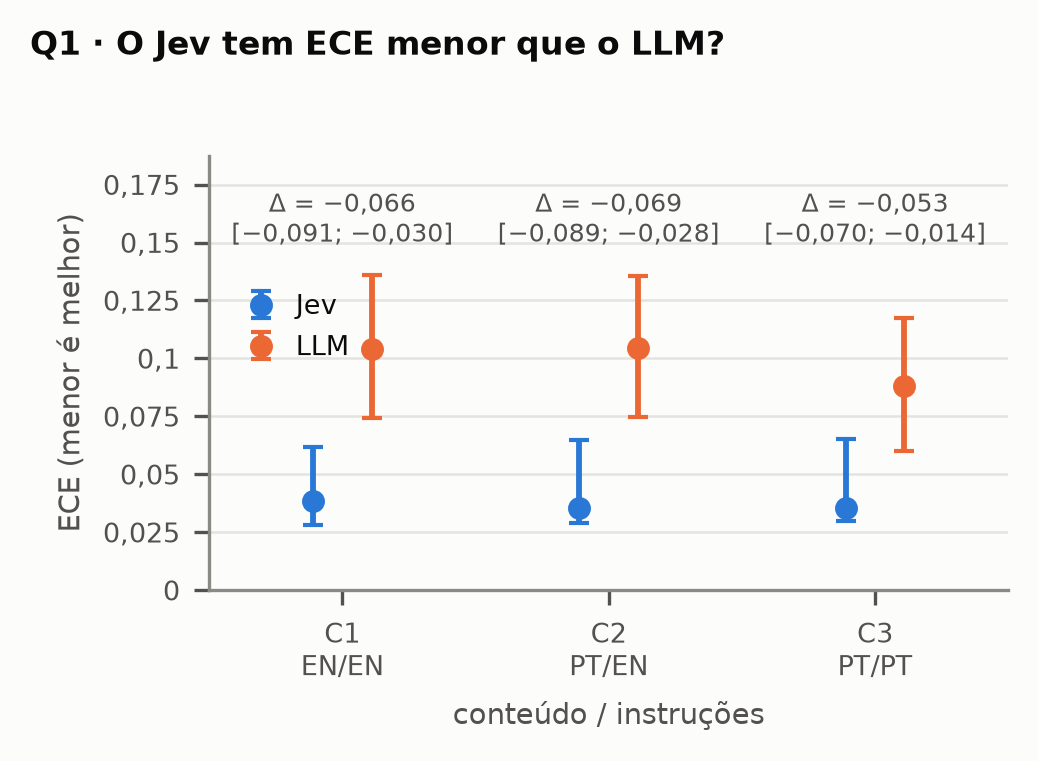 Q1 · O Jev tem ECE menor que o LLM?
ECE (menor é melhor)
0,175
0,15
0,125
0,1
0,075
0,05
0,025
0
Δ = −0,066
[−0,091; −0,030]
Δ = −0,069
[−0,089; −0,028]
Δ = −0,053
[−0,070; −0,014]
Jev
LLM
C1
EN/EN
C2
PT/EN
C3
PT/PT
conteúdo / instruções